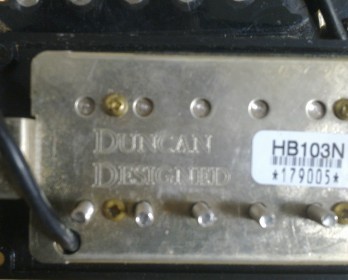 DUNCAN
DESIGNED
HB103N
*179005*